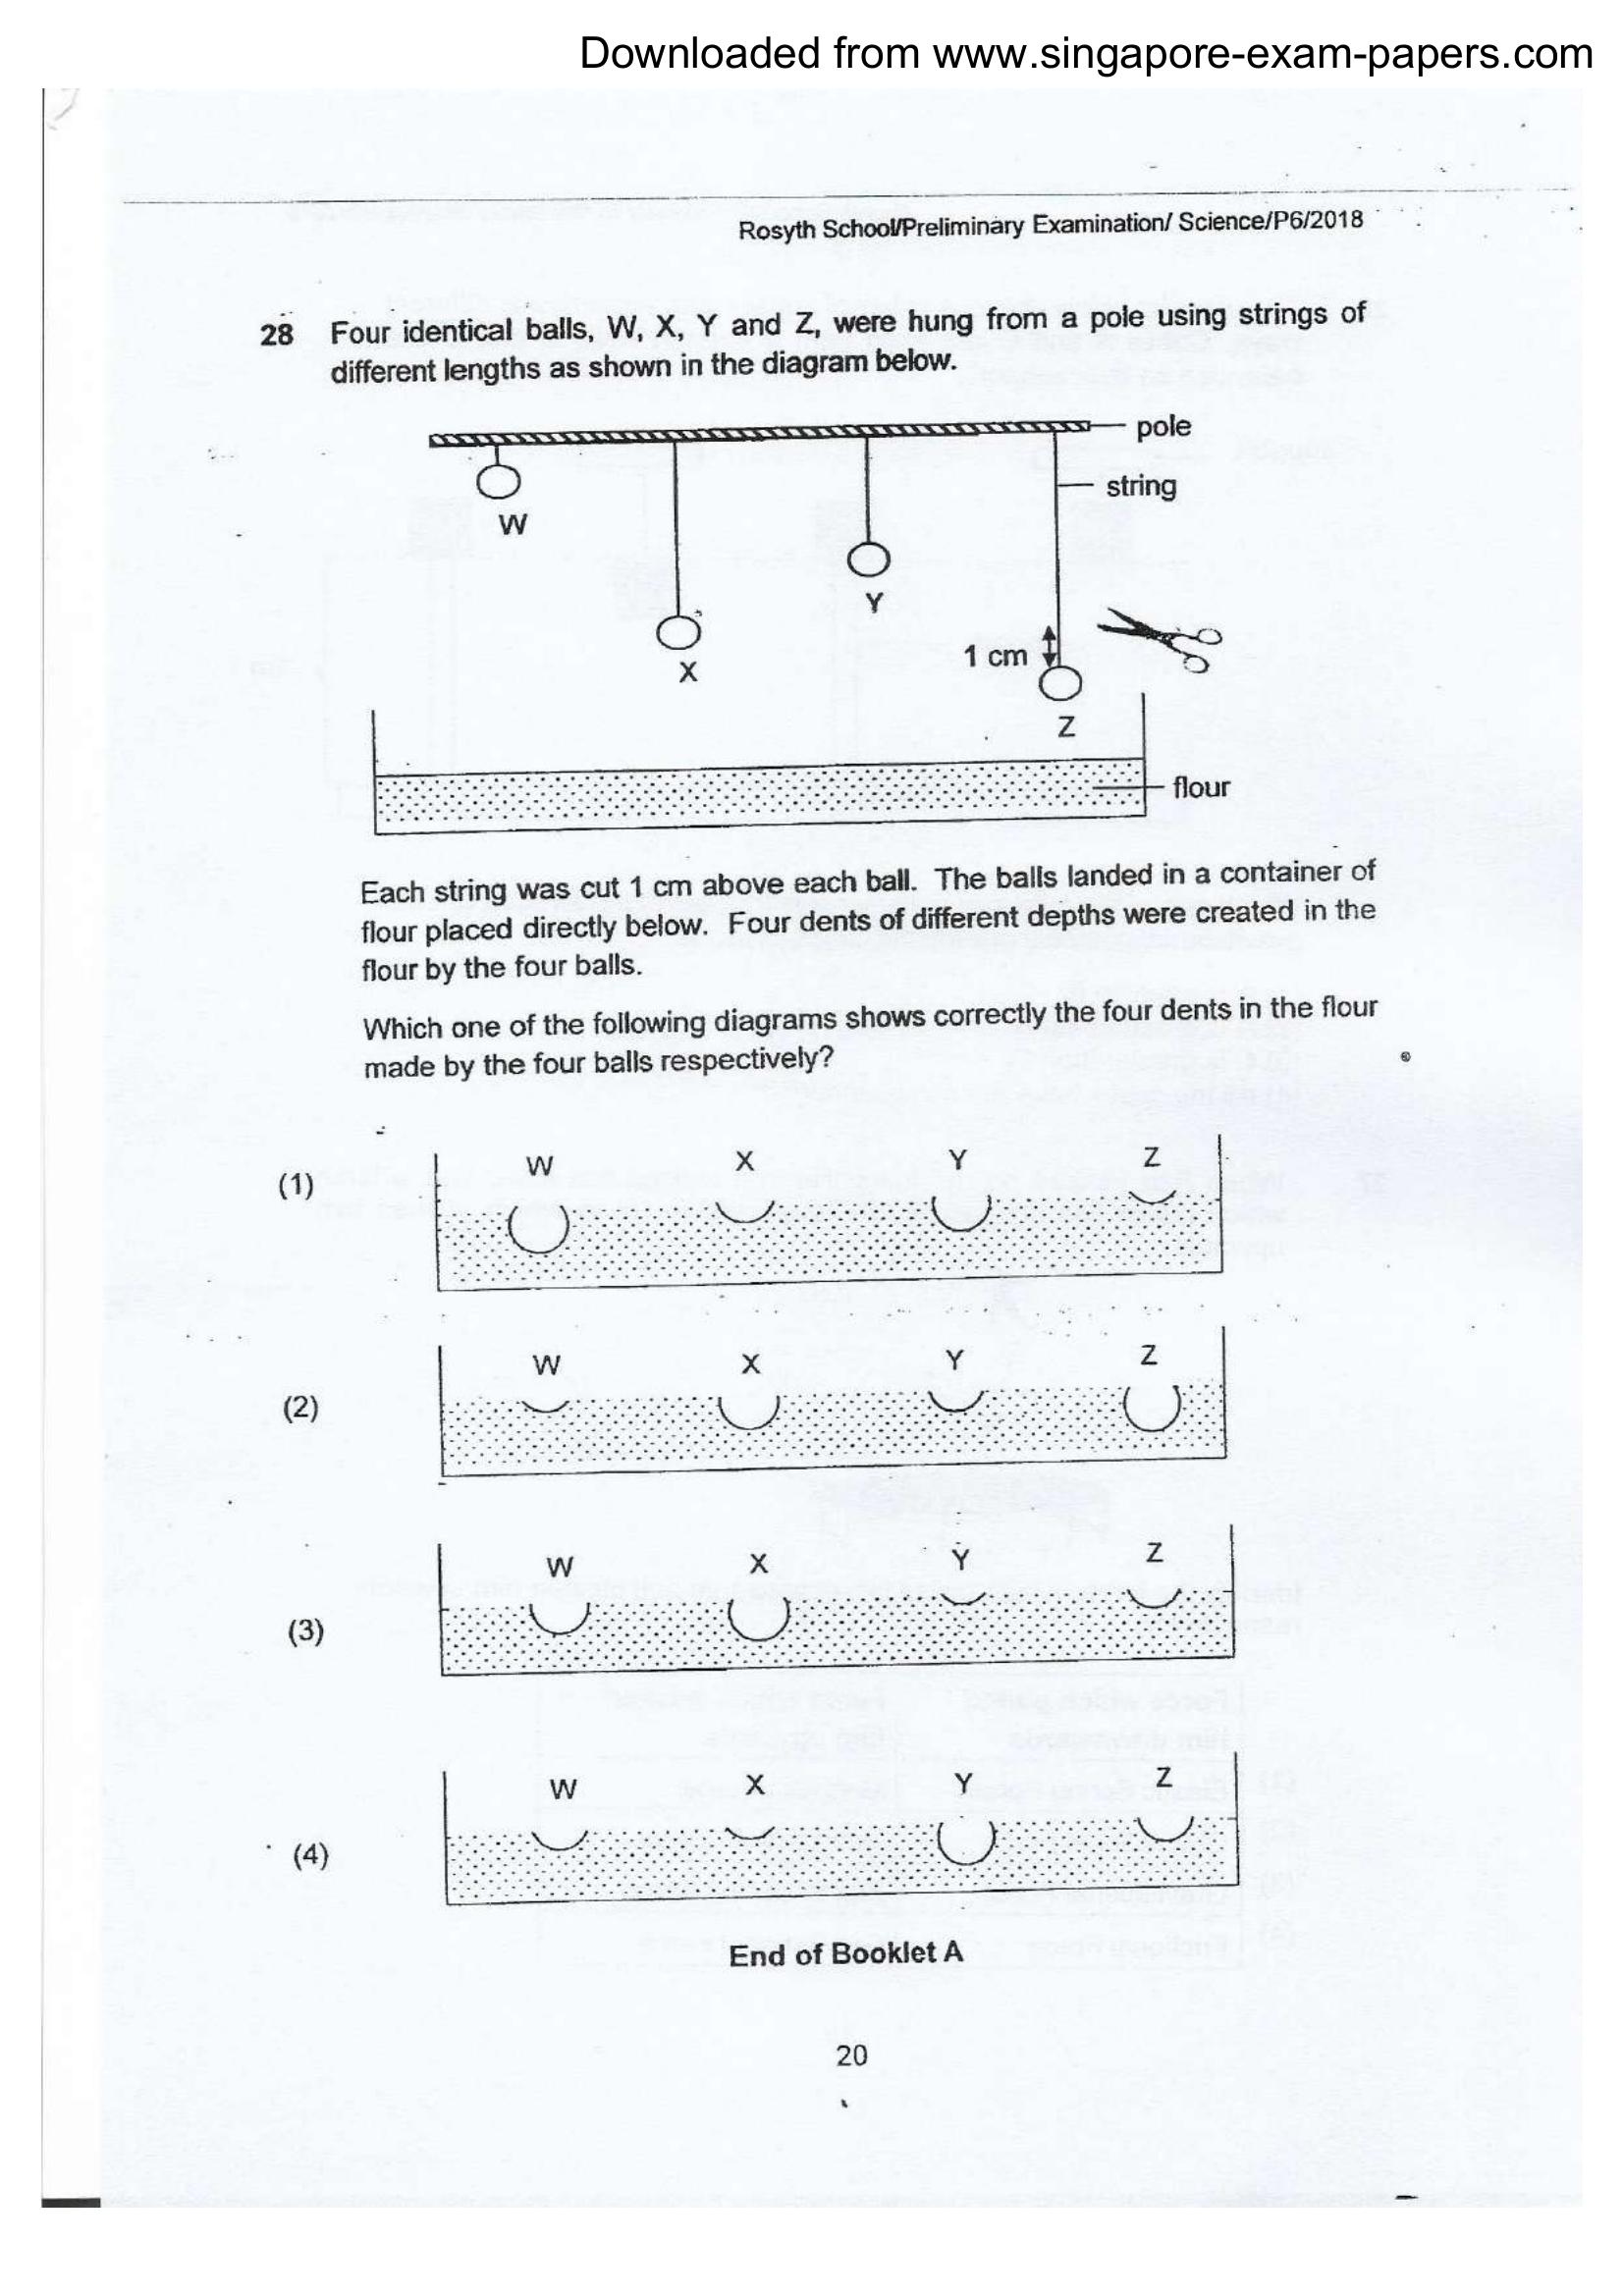 Downloaded from www.singapore-exam-papers.com
Rosyth School/Preliminary Examination/ Science/P6/2018
28 Four identical balls, W, X, Y and Z, were hung from a pole using strings of
different lengths as shown in the diagram below.
pole
string
W
Y
1 cm
X
Z
flour
Each string was cut 1 cm above each ball. The balls landed in a container of
flour placed directly below. Four dents of different depths were created in the
flour by the four balls.
Which one of the following diagrams shows correctly the four dents in the flour
made by the four balls respectively?
(1) W X Y Z
(2) W X Y Z
(3) W X Y Z
(4) W X Y Z
End of Booklet A
20